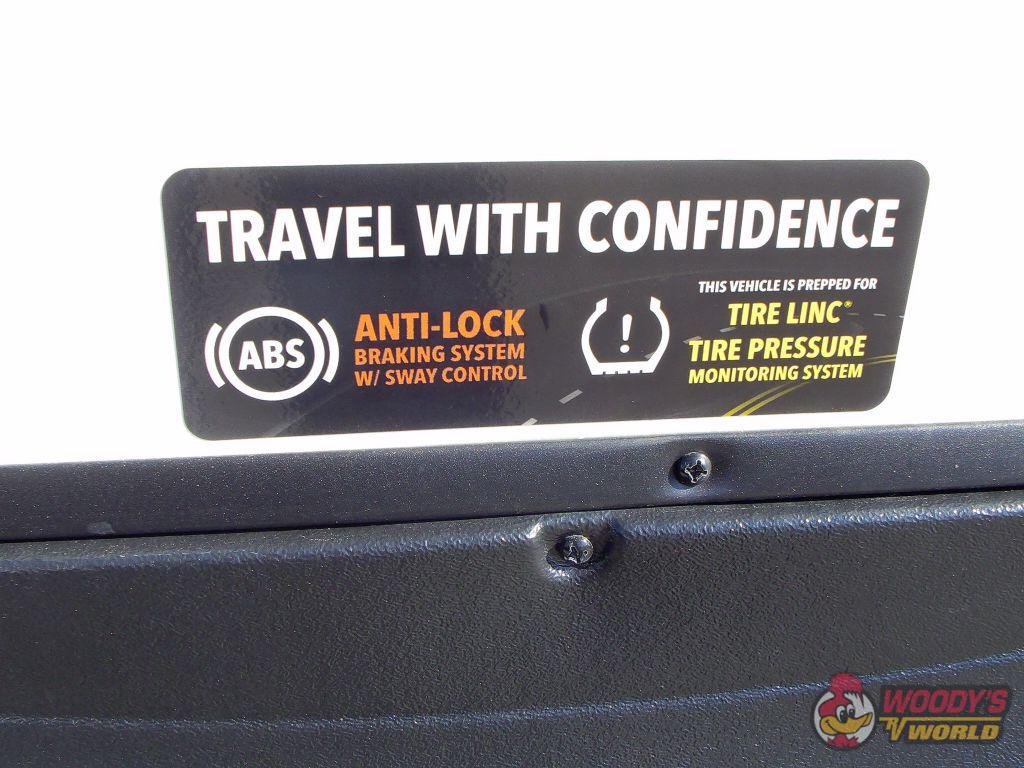 TRAVEL WITH CONFIDENCE
ABS
ANTI-LOCK
BRAKING SYSTEM
W/ SWAY CONTROL
!
THIS VEHICLE IS PREPPED FOR
TIRE LINC®
TIRE PRESSURE
MONITORING SYSTEM
WOODY'S
RV WORLD